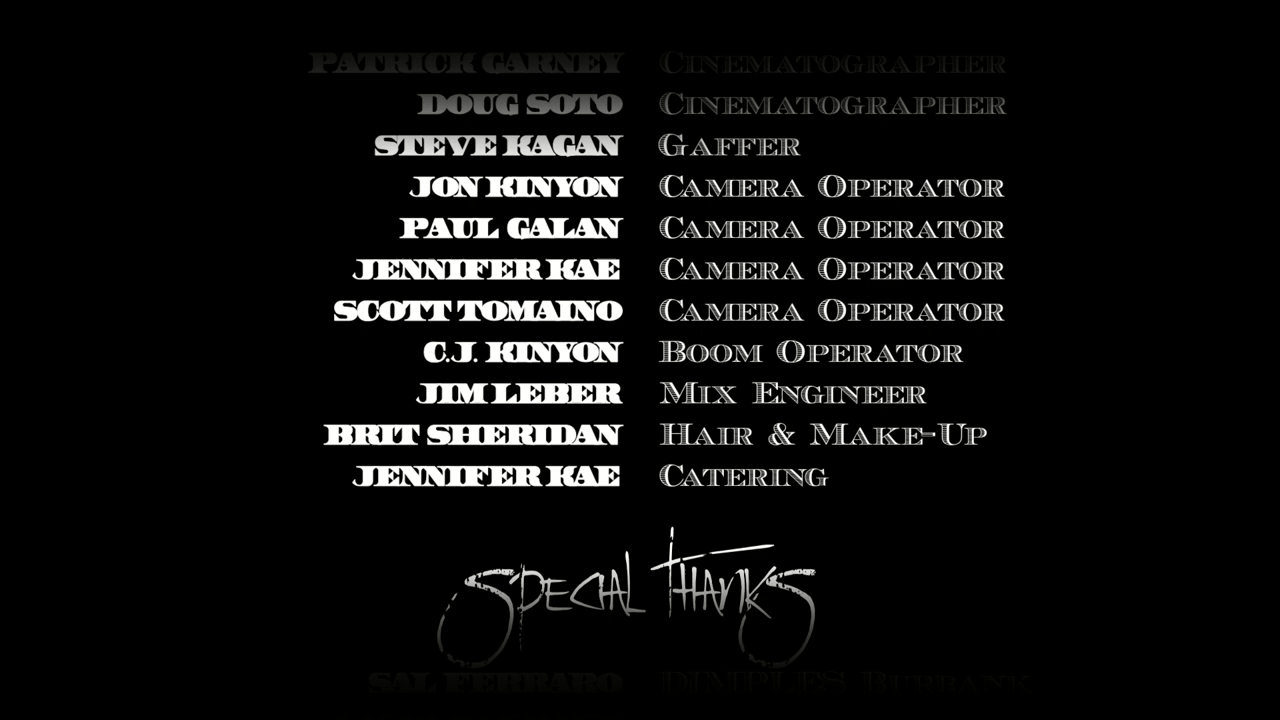 PATRICK GARNEY Cinematographer
DOUG SOTO Cinematographer
STEVE KAGAN Gaffer
JON KINYON Camera Operator
PAUL GALAN Camera Operator
JENNIFER KAE Camera Operator
SCOTT TOMAINO Camera Operator
C.J. KINYON Boom Operator
JIM LEBER Mix Engineer
BRIT SHERIDAN Hair & Make-Up
JENNIFER KAE Catering
Special Thanks
SAL FERRARO DIMPLES Burbank